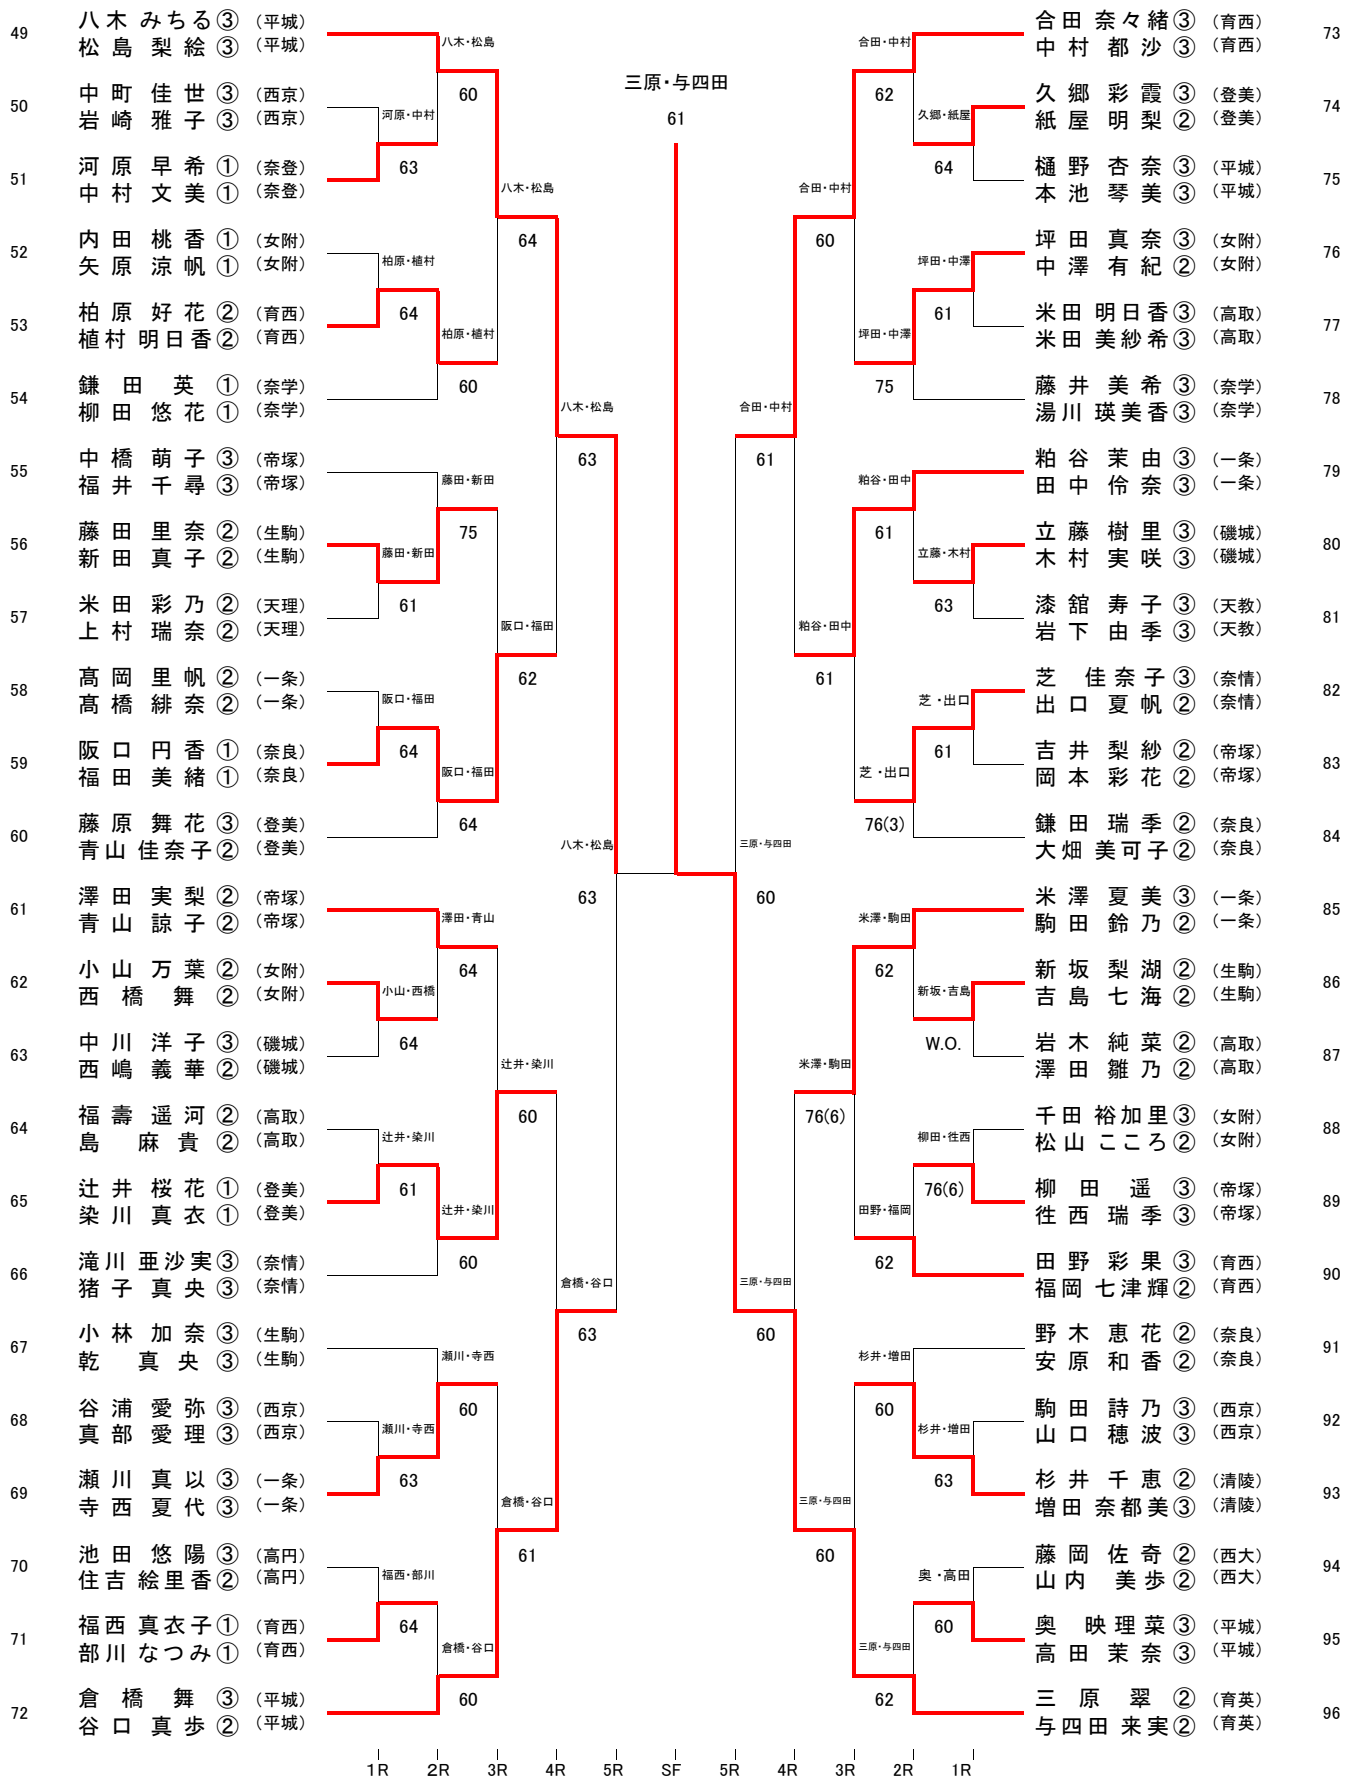 49 八木 みちる③ (平城)
松島梨絵③ (平城)
50 中町佳世③ (西京)
岩崎雅子③ (西京)
51 河原早希① (奈登)
中村文美① (奈登)
52 内田桃香① (女附)
矢原涼帆① (女附)
53 柏原好花② (育西)
植村 明日香② (育西)
54 鎌田英① (奈学)
柳田悠花① (奈学)
55 中橋萌子③ (帝塚)
福井千尋③ (帝塚)
56 藤田里奈② (生駒)
新田真子② (生駒)
57 米田彩乃② (天理)
上村瑞奈② (天理)
58 髙岡里帆② (一条)
髙橋緋奈② (一条)
59 阪口円香① (奈良)
福田美緒① (奈良)
60 藤原舞花③ (登美)
青山 佳奈子② (登美)
61 澤田実梨② (帝塚)
青山諒子② (帝塚)
62 小山万葉② (女附)
西橋舞② (女附)
63 中川洋子③ (磯城)
西嶋義華② (磯城)
64 福壽遥河② (高取)
島麻貴② (高取)
65 辻井桜花① (登美)
染川真衣① (登美)
66 滝川 亜沙実③ (奈情)
猪子真央③ (奈情)
67 小林加奈③ (生駒)
乾真央③ (生駒)
68 谷浦愛弥③ (西京)
真部愛理③ (西京)
69 瀬川真以③ (一条)
寺西夏代③ (一条)
70 池田悠陽③ (高円)
住吉 絵里香② (高円)
71 福西 真衣子① (育西)
部川 なつみ① (育西)
72 倉橋舞③ (平城)
谷口真歩② (平城)
河原・中村
63
柏原・植村
64
藤田・新田
61
阪口・福田
64
小山・西橋
64
辻井・染川
61
瀬川・寺西
63
福西・部川
64
八木・松島
60
柏原・植村
60
藤田・新田
75
阪口・福田
64
澤田・青山
64
辻井・染川
60
瀬川・寺西
60
倉橋・谷口
60
八木・松島
64
阪口・福田
62
辻井・染川
60
倉橋・谷口
61
八木・松島
63
倉橋・谷口
63
八木・松島
63
三原・与四田
61
三原・与四田
60
合田・中村
61
三原・与四田
60
合田・中村
60
粕谷・田中
61
米澤・駒田
76(6)
三原・与四田
60
合田・中村
62
坪田・中澤
75
粕谷・田中
61
芝・出口
76(3)
米澤・駒田
62
田野・福岡
62
杉井・増田
60
三原・与四田
62
久郷・紙屋
64
坪田・中澤
61
立藤・木村
63
芝・出口
61
新坂・吉島
W.O.
柳田・徃西
76(6)
杉井・増田
63
奥・高田
60
合田 奈々緒③ (育西) 73
中村都沙③ (育西)
久郷彩霞③ (登美) 74
紙屋明梨② (登美)
樋野杏奈③ (平城) 75
本池琴美③ (平城)
坪田真奈③ (女附) 76
中澤有紀② (女附)
米田 明日香③ (高取) 77
米田 美紗希③ (高取)
藤井美希③ (奈学) 78
湯川 瑛美香③ (奈学)
粕谷茉由③ (一条) 79
田中伶奈③ (一条)
立藤樹里③ (磯城) 80
木村実咲③ (磯城)
漆舘寿子③ (天教) 81
岩下由季③ (天教)
芝 佳奈子③ (奈情) 82
出口夏帆② (奈情)
吉井梨紗② (帝塚) 83
岡本彩花② (帝塚)
鎌田瑞季② (奈良) 84
大畑 美可子② (奈良)
米澤夏美③ (一条) 85
駒田鈴乃② (一条)
新坂梨湖② (生駒) 86
吉島七海② (生駒)
岩木純菜② (高取) 87
澤田雛乃② (高取)
千田 裕加里③ (女附) 88
松山 こころ② (女附)
柳田遥③ (帝塚) 89
徃西瑞季③ (帝塚)
田野彩果③ (育西) 90
福岡 七津輝② (育西)
野木恵花② (奈良) 91
安原和香② (奈良)
駒田詩乃③ (西京) 92
山口穂波③ (西京)
杉井千恵② (清陵) 93
増田 奈都美③ (清陵)
藤岡佐奇② (西大) 94
山内美歩② (西大)
奥 映理菜③ (平城) 95
高田茉奈③ (平城)
三原翠② (育英) 96
与四田 来実② (育英)
1R 2R 3R 4R 5R SF 5R 4R 3R 2R 1R